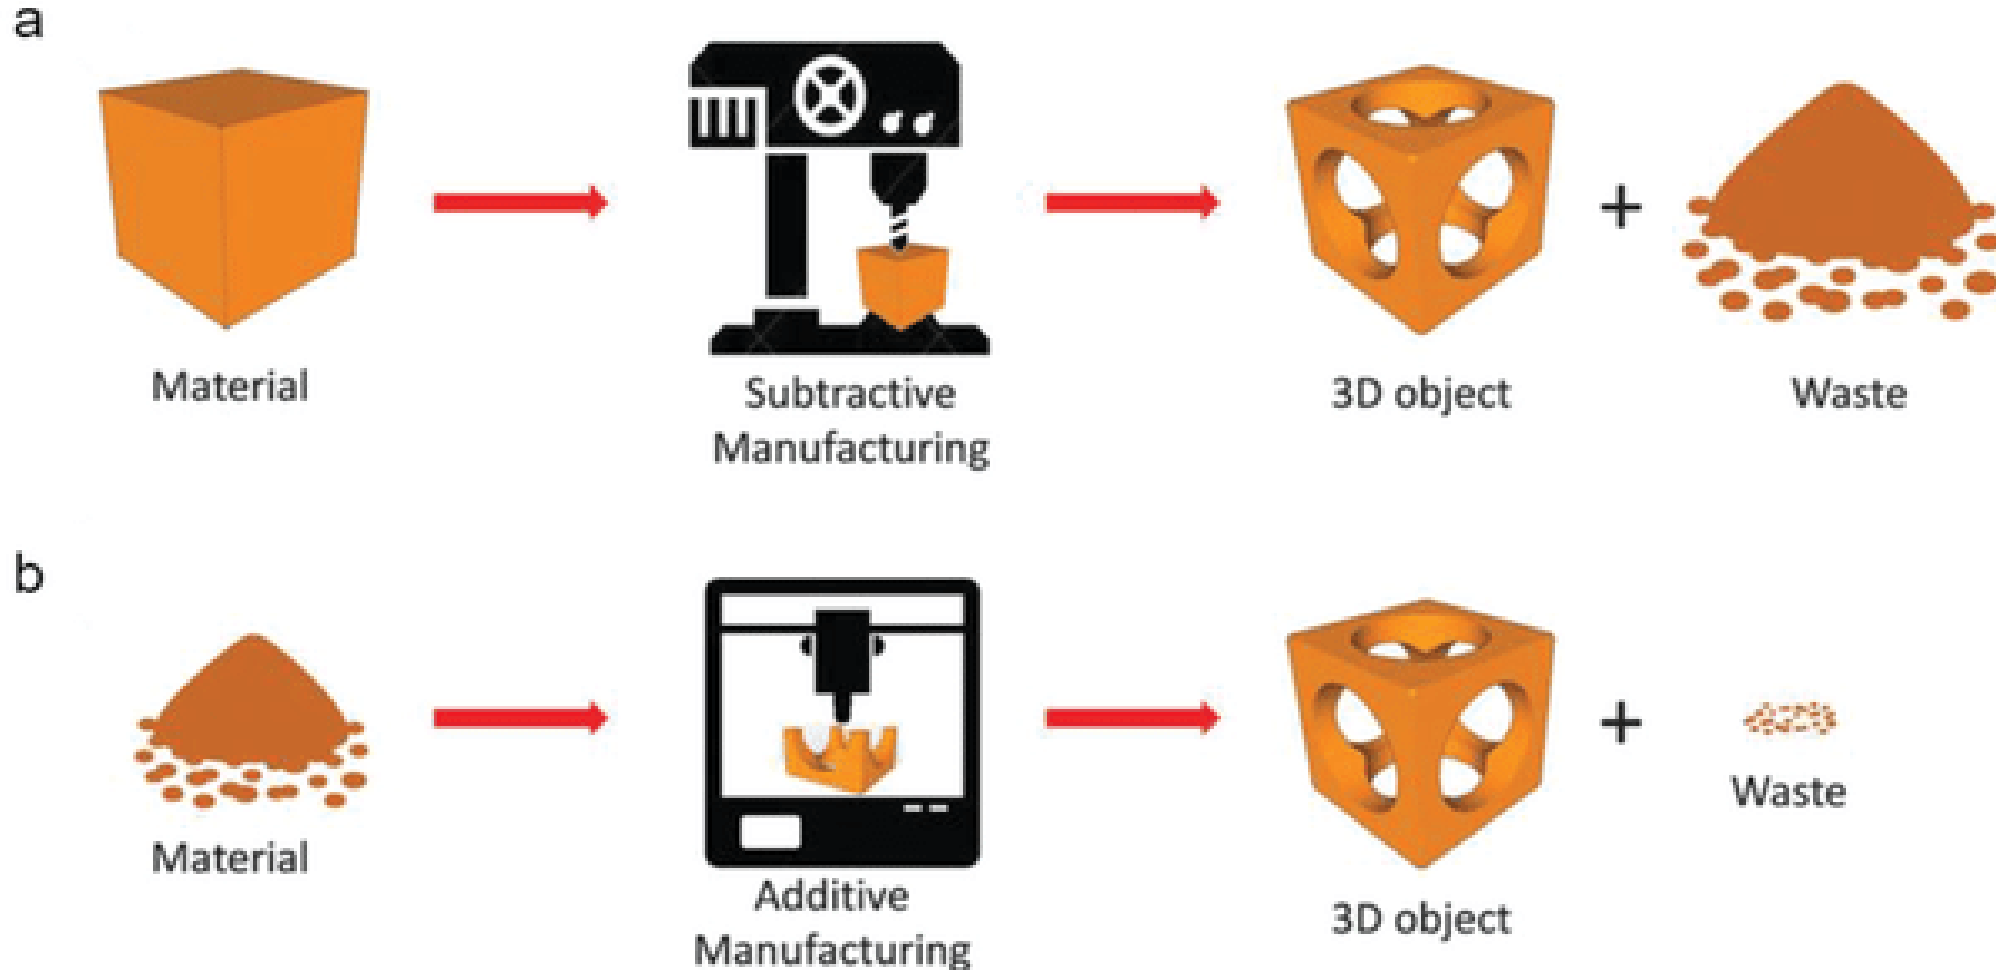 a
Material
Subtractive
Manufacturing
3D object
+
Waste
b
Material
Additive
Manufacturing
3D object
+
Waste